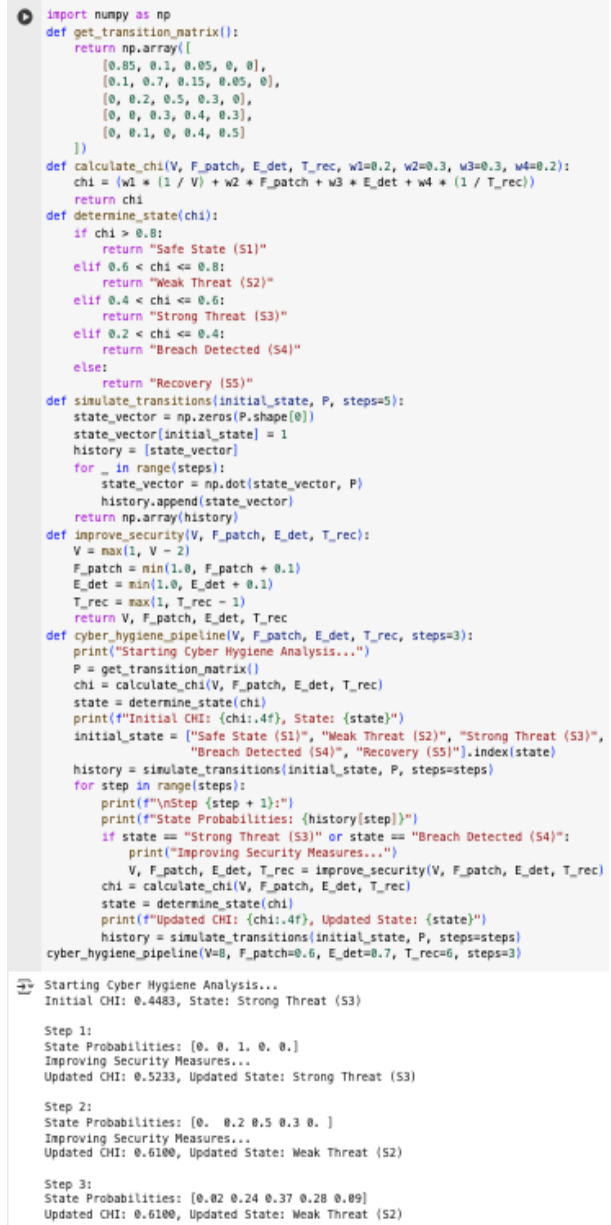 import numpy as np
def get_transition_matrix():
    return np.array([
        [0.85, 0.1, 0.05, 0, 0],
        [0.1, 0.7, 0.15, 0.05, 0],
        [0, 0.2, 0.5, 0.3, 0],
        [0, 0, 0.3, 0.4, 0.3],
        [0, 0.1, 0, 0.4, 0.5]
    ])
def calculate_chi(V, F_patch, E_det, T_rec, w1=0.2, w2=0.3, w3=0.3, w4=0.2):
    chi = (w1 * (1 / V) + w2 * F_patch + w3 * E_det + w4 * (1 / T_rec))
    return chi
def determine_state(chi):
    if chi > 0.8:
        return "Safe State (S1)"
    elif 0.6 < chi <= 0.8:
        return "Weak Threat (S2)"
    elif 0.4 < chi <= 0.6:
        return "Strong Threat (S3)"
    elif 0.2 < chi <= 0.4:
        return "Breach Detected (S4)"
    else:
        return "Recovery (S5)"
def simulate_transitions(initial_state, P, steps=5):
    state_vector = np.zeros(P.shape[0])
    state_vector[initial_state] = 1
    history = [state_vector]
    for _ in range(steps):
        state_vector = np.dot(state_vector, P)
        history.append(state_vector)
    return np.array(history)
def improve_security(V, F_patch, E_det, T_rec):
    V = max(1, V - 2)
    F_patch = min(1.0, F_patch + 0.1)
    E_det = min(1.0, E_det + 0.1)
    T_rec = max(1, T_rec - 1)
    return V, F_patch, E_det, T_rec
def cyber_hygiene_pipeline(V, F_patch, E_det, T_rec, steps=3):
    print("Starting Cyber Hygiene Analysis...")
    P = get_transition_matrix()
    chi = calculate_chi(V, F_patch, E_det, T_rec)
    state = determine_state(chi)
    print(f"Initial CHI: {chi:.4f}, State: {state}")
    initial_state = ["Safe State (S1)", "Weak Threat (S2)", "Strong Threat (S3)",
                     "Breach Detected (S4)", "Recovery (S5)"].index(state)
    history = simulate_transitions(initial_state, P, steps=steps)
    for step in range(steps):
        print(f"\nStep {step + 1}:")
        print(f"State Probabilities: {history[step]}")
        if state == "Strong Threat (S3)" or state == "Breach Detected (S4)":
            print("Improving Security Measures...")
            V, F_patch, E_det, T_rec = improve_security(V, F_patch, E_det, T_rec)
        chi = calculate_chi(V, F_patch, E_det, T_rec)
        state = determine_state(chi)
        print(f"Updated CHI: {chi:.4f}, Updated State: {state}")
        history = simulate_transitions(initial_state, P, steps=steps)
cyber_hygiene_pipeline(V=8, F_patch=0.6, E_det=0.7, T_rec=6, steps=3)
Starting Cyber Hygiene Analysis...
Initial CHI: 0.4483, State: Strong Threat (S3)
Step 1:
State Probabilities: [0. 0. 1. 0. 0.]
Improving Security Measures...
Updated CHI: 0.5233, Updated State: Strong Threat (S3)
Step 2:
State Probabilities: [0.  0.2 0.5 0.3 0. ]
Improving Security Measures...
Updated CHI: 0.6100, Updated State: Weak Threat (S2)
Step 3:
State Probabilities: [0.02 0.24 0.37 0.28 0.09]
Updated CHI: 0.6100, Updated State: Weak Threat (S2)